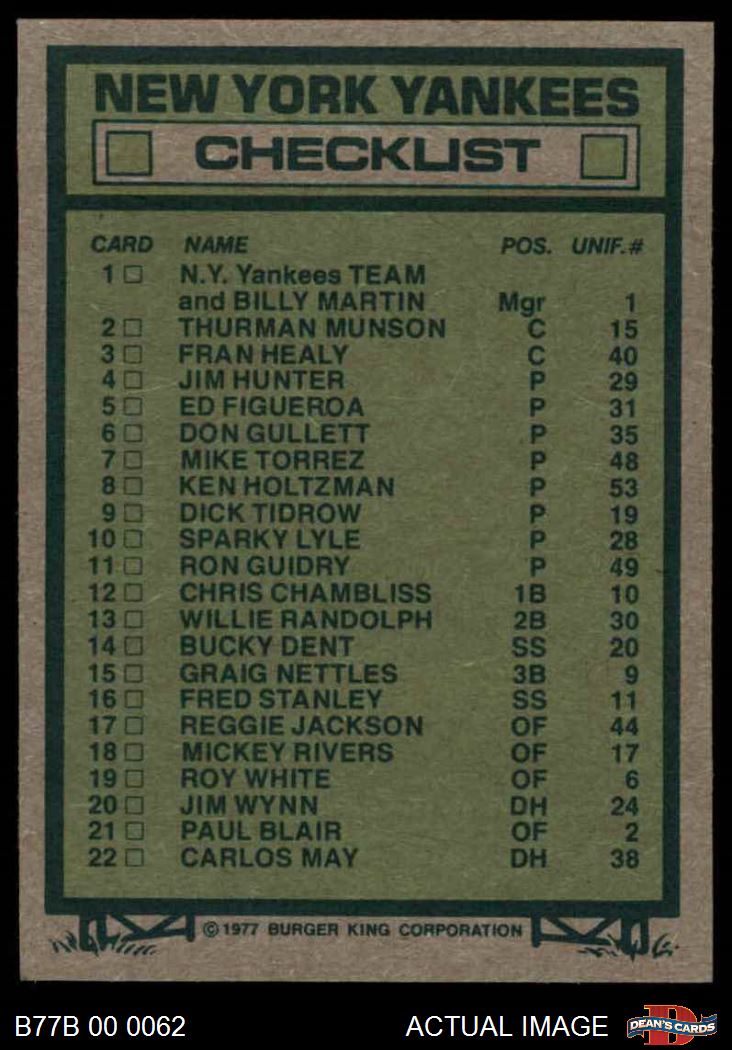 NEW YORK YANKEES
CHECKLIST
CARD NAME POS. UNIF.#
1 N.Y. Yankees TEAM
and BILLY MARTIN Mgr 1
2 THURMAN MUNSON C 15
3 FRAN HEALY C 40
4 JIM HUNTER P 29
5 ED FIGUEROA P 31
6 DON GULLETT P 35
7 MIKE TORREZ P 48
8 KEN HOLTZMAN P 53
9 DICK TIDROW P 19
10 SPARKY LYLE P 28
11 RON GUIDRY P 49
12 CHRIS CHAMBLISS 1B 10
13 WILLIE RANDOLPH 2B 30
14 BUCKY DENT SS 20
15 GRAIG NETTLES 3B 9
16 FRED STANLEY SS 11
17 REGGIE JACKSON OF 44
18 MICKEY RIVERS OF 17
19 ROY WHITE OF 6
20 JIM WYNN DH 24
21 PAUL BLAIR OF 2
22 CARLOS MAY DH 38
© 1977 BURGER KING CORPORATION
B77B 00 0062 ACTUAL IMAGE DEAN'S CARDS